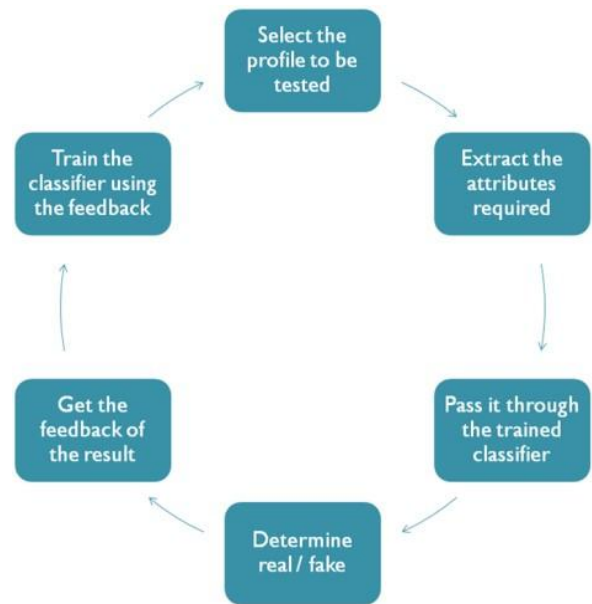 Select the
profile to be
tested
Extract the
attributes
required
Pass it through
the trained
classifier
Determine
real / fake
Get the
feedback of
the result
Train the
classifier using
the feedback